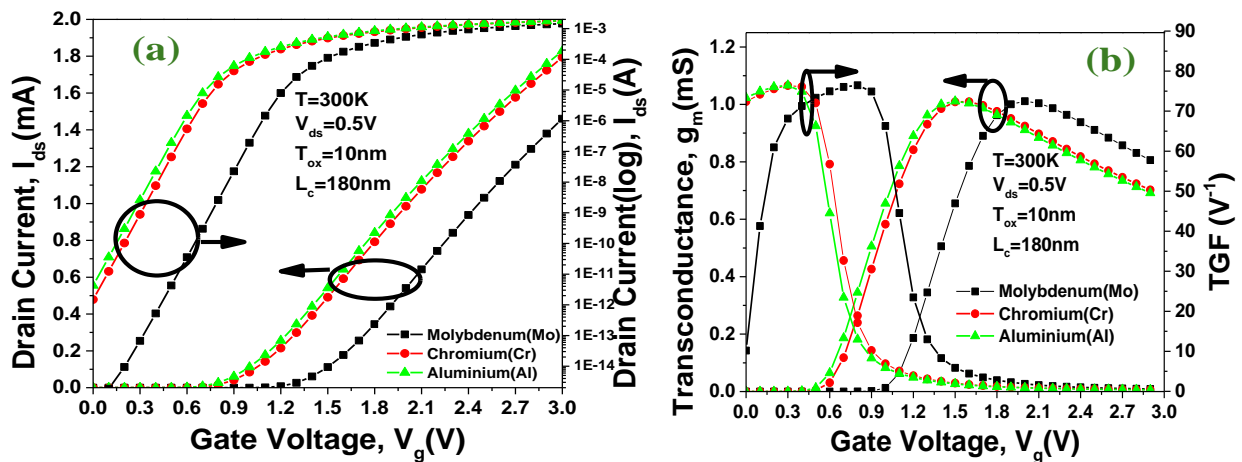 (a)
Drain Current, I_ds(mA)
2.0
1.8
1.6
1.4
1.2
1.0
0.8
0.6
0.4
0.2
0.0
T=300K
V_ds=0.5V
T_ox=10nm
L_c=180nm
Molybdenum(Mo)
Chromium(Cr)
Aluminium(Al)
1E-3
1E-4
1E-5
1E-6
1E-7
1E-8
1E-9
1E-10
1E-11
1E-12
1E-13
1E-14
Drain Current(log), I_ds(A)
0.0 0.3 0.6 0.9 1.2 1.5 1.8 2.1 2.4 2.7 3.0
Gate Voltage, V_g(V)
(b)
Transconductance, g_m(mS)
1.2
1.0
0.8
0.6
0.4
0.2
0.0
T=300K
V_ds=0.5V
T_ox=10nm
L_c=180nm
Molybdenum(Mo)
Chromium(Cr)
Aluminium(Al)
90
80
70
60
50
40
30
20
10
0
TGF (V⁻¹)
0.0 0.3 0.6 0.9 1.2 1.5 1.8 2.1 2.4 2.7 3.0
Gate Voltage, V_g(V)